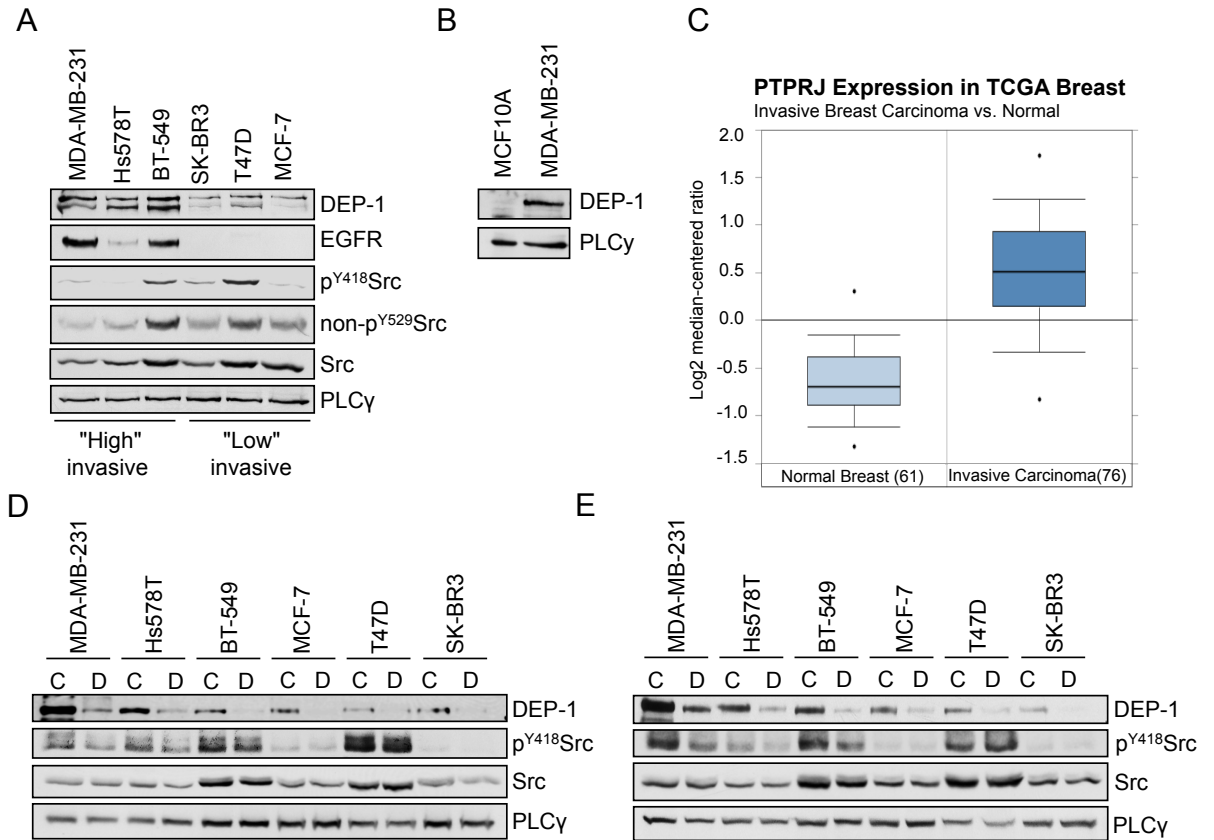 A
MDA-MB-231
Hs578T
BT-549
SK-BR3
T47D
MCF-7
DEP-1
EGFR
pY418Src
non-pY529Src
Src
PLCγ
"High"
invasive
"Low"
invasive
B
MCF10A
MDA-MB-231
DEP-1
PLCy
C
PTPRJ Expression in TCGA Breast
Invasive Breast Carcinoma vs. Normal
Log2 median-centered ratio
2.0
1.5
1.0
0.5
0.0
-0.5
-1.0
-1.5
Normal Breast (61)
Invasive Carcinoma(76)
D
MDA-MB-231
Hs578T
BT-549
MCF-7
T47D
SK-BR3
C D C D C D C D C D C D
DEP-1
pY418Src
Src
PLCγ
E
MDA-MB-231
Hs578T
BT-549
MCF-7
T47D
SK-BR3
C D C D C D C D C D C D
DEP-1
pY418Src
Src
PLCγ